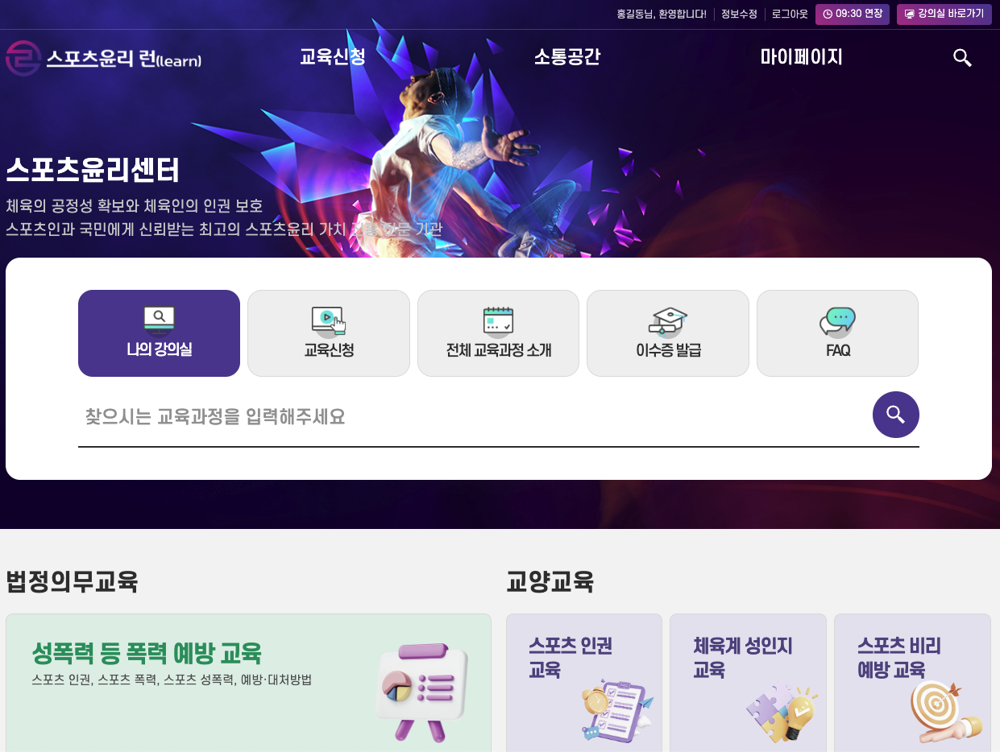 홍길동님, 환영합니다!
정보수정
로그아웃
09:30 연장
강의실 바로가기
스포츠윤리 런(learn)
교육신청
소통공간
마이페이지
스포츠윤리센터
체육의 공정성 확보와 체육인의 인권 보호
스포츠인과 국민에게 신뢰받는 최고의 스포츠윤리 가치 전문 기관
나의 강의실
교육신청
전체 교육과정 소개
이수증 발급
FAQ
찾으시는 교육과정을 입력해주세요
법정의무교육
교양교육
성폭력 등 폭력 예방 교육
스포츠 인권, 스포츠 폭력, 스포츠 성폭력, 예방·대처방법
스포츠 인권
교육
체육계 성인지
교육
스포츠 비리
예방 교육